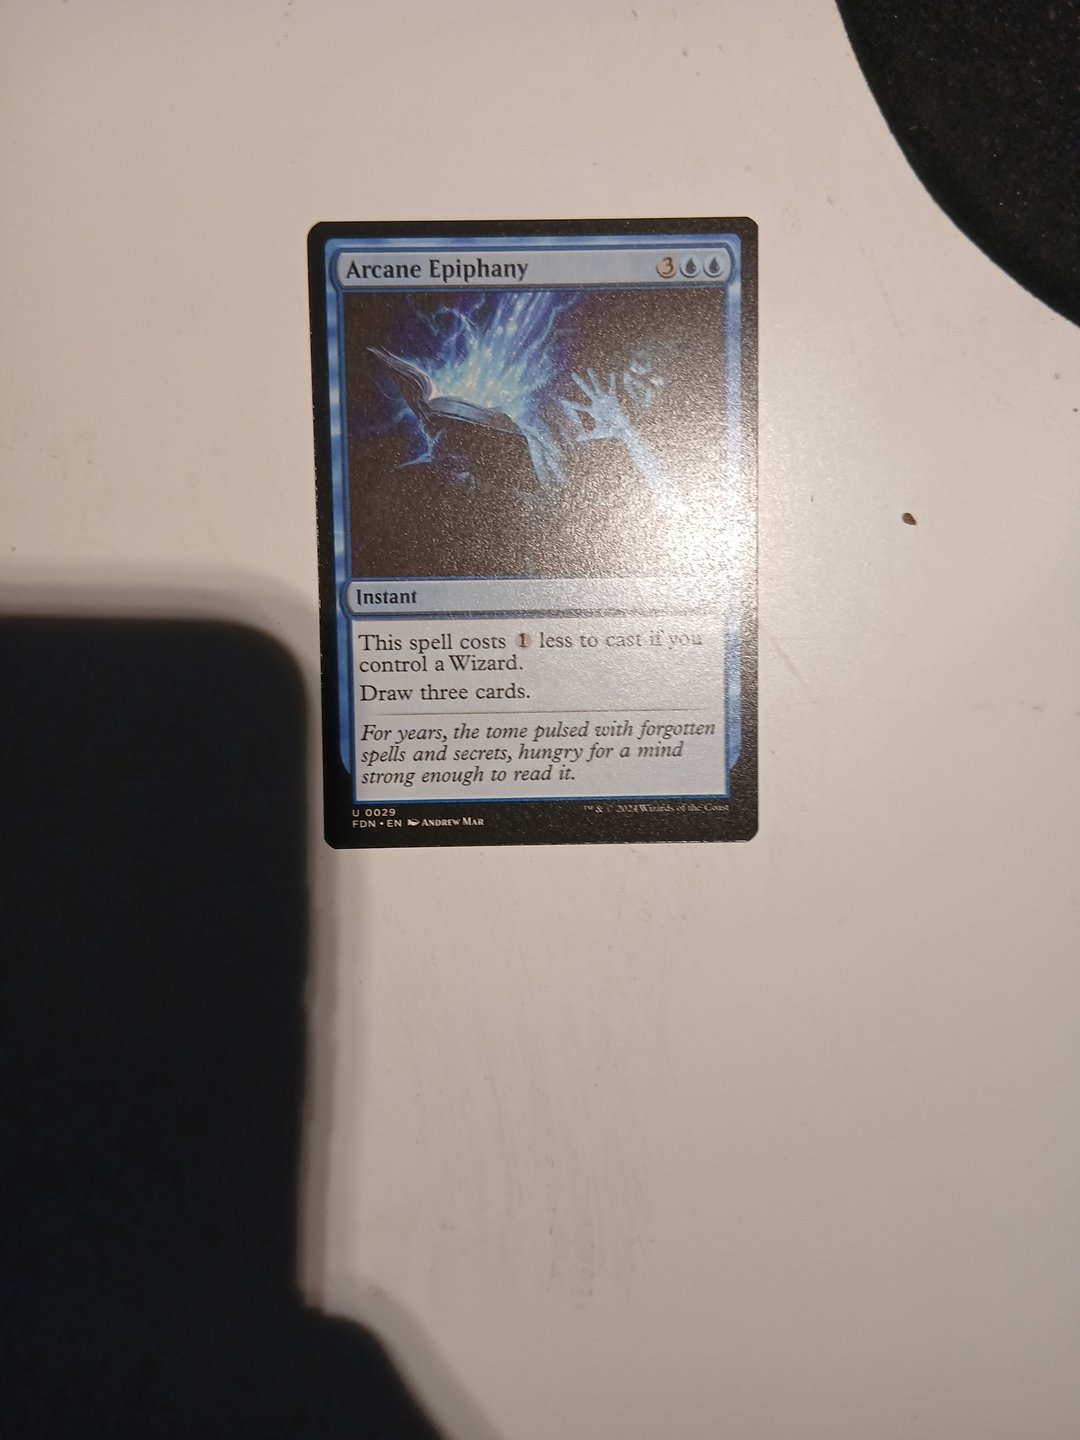 Arcane Epiphany 3
Instant
This spell costs 1 less to cast if you
control a Wizard.
Draw three cards.
For years, the tome pulsed with forgotten
spells and secrets, hungry for a mind
strong enough to read it.
U 0029
FDN • EN Andrew Mar
™ & © 2024 Wizards of the Coast